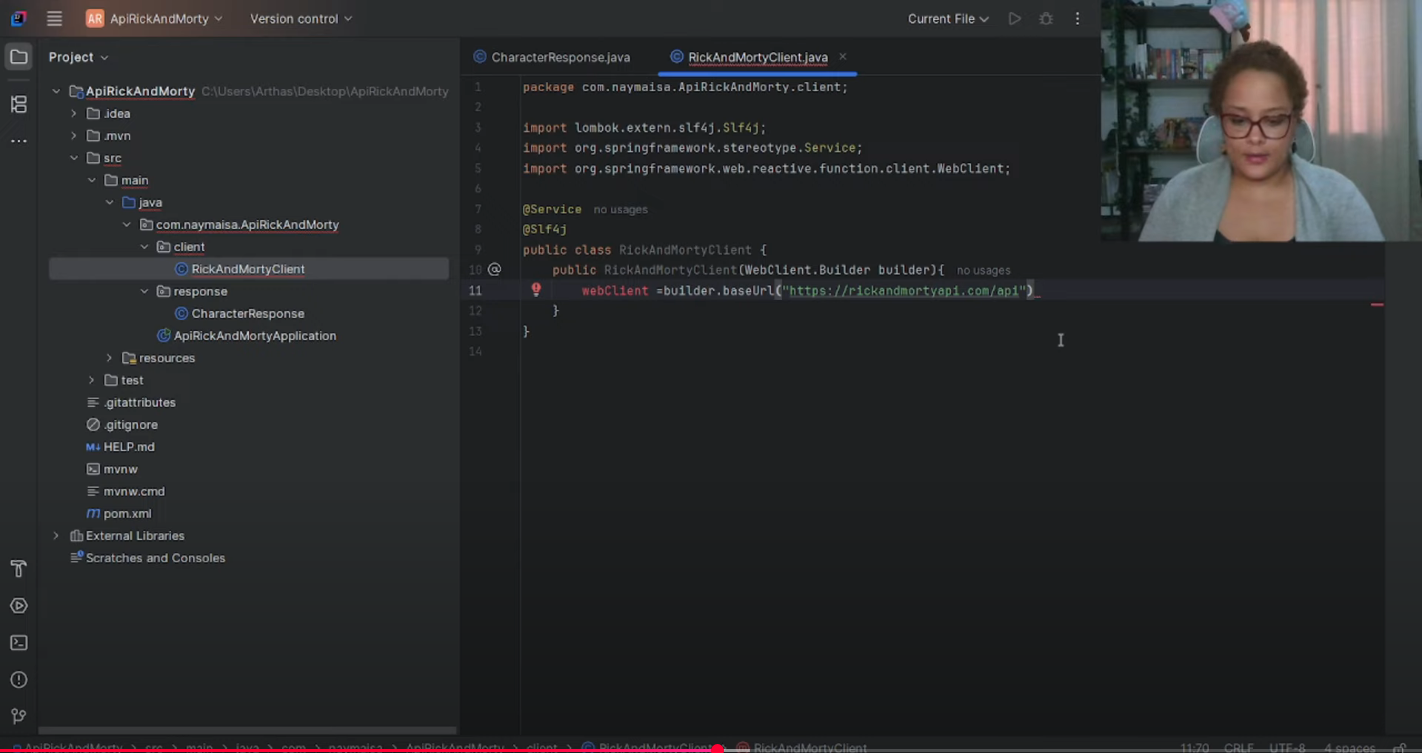 AR ApiRickAndMorty Version control Current File
Project
ApiRickAndMorty C:\Users\Arthas\Desktop\ApiRickAndMorty
.idea
.mvn
src
main
java
com.naymaisa.ApiRickAndMorty
client
RickAndMortyClient
response
CharacterResponse
ApiRickAndMortyApplication
resources
test
.gitattributes
.gitignore
M↓ HELP.md
mvnw
mvnw.cmd
m pom.xml
External Libraries
Scratches and Consoles
CharacterResponse.java RickAndMortyClient.java
1 package com.naymaisa.ApiRickAndMorty.client;
2
3 import lombok.extern.slf4j.Slf4j;
4 import org.springframework.stereotype.Service;
5 import org.springframework.web.reactive.function.client.WebClient;
6
7 @Service no usages
8 @Slf4j
9 public class RickAndMortyClient {
10 public RickAndMortyClient(WebClient.Builder builder){ no usages
11 webClient =builder.baseUrl("https://rickandmortyapi.com/api")
12 }
13 }
14
ApiRickAndMorty > src > main > java > com > naymaisa > ApiRickAndMorty > client > RickAndMortyClient > RickAndMortyClient 11:70 CRLF UTF-8 4 spaces